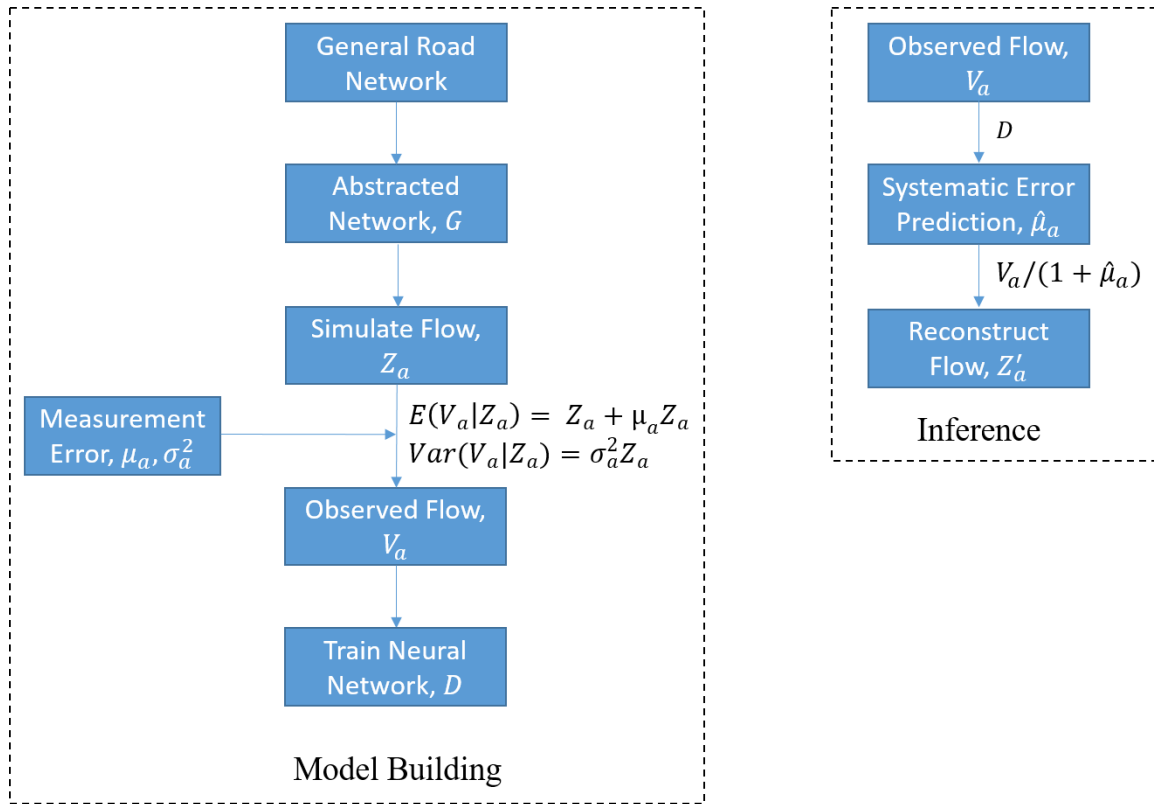 General Road
Network
Abstracted
Network, G
Simulate Flow,
Z_a
Measurement
Error, μ_a, σ_a^2
E(V_a|Z_a) = Z_a + μ_a Z_a
Var(V_a|Z_a) = σ_a^2 Z_a
Observed Flow,
V_a
Train Neural
Network, D
Model Building
Observed Flow,
V_a
D
Systematic Error
Prediction, μ̂_a
V_a/(1 + μ̂_a)
Reconstruct
Flow, Z_a′
Inference